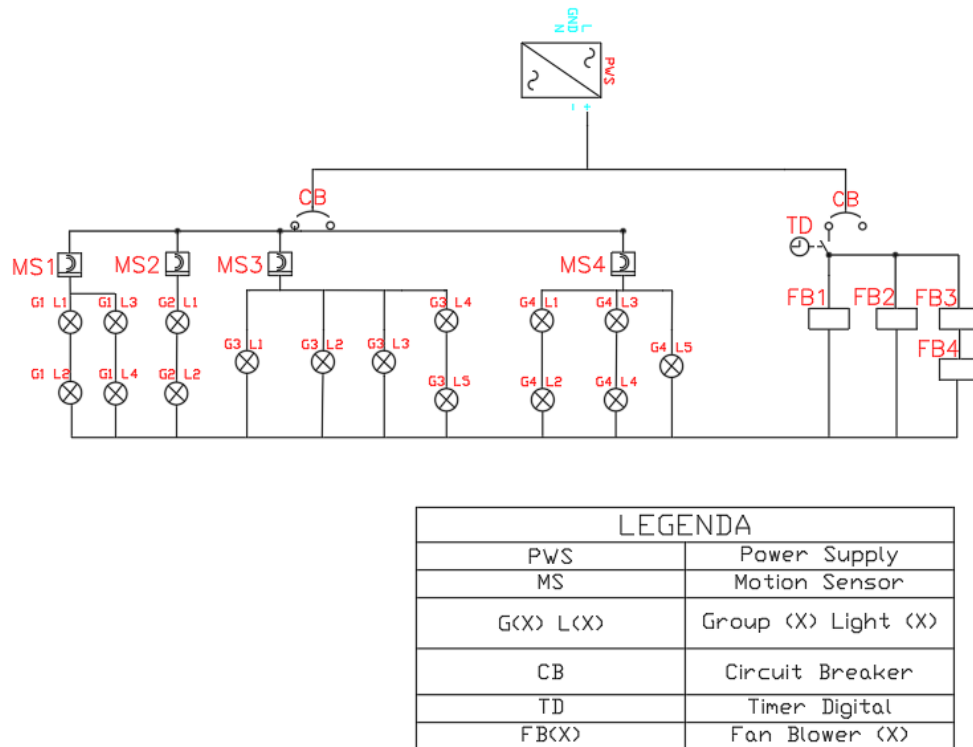 L
GND
N
PWS
- +
CB
CB
TD
MS1
MS2
MS3
MS4
G1 L1
G1 L3
G2 L1
G3 L4
G4 L1
G4 L3
FB1
FB2
FB3
G3 L1
G3 L2
G3 L3
G4 L5
FB4
G1 L2
G1 L4
G2 L2
G3 L5
G4 L2
G4 L4
LEGENDA
PWS Power Supply
MS Motion Sensor
G(X) L(X) Group (X) Light (X)
CB Circuit Breaker
TD Timer Digital
FB(X) Fan Blower (X)